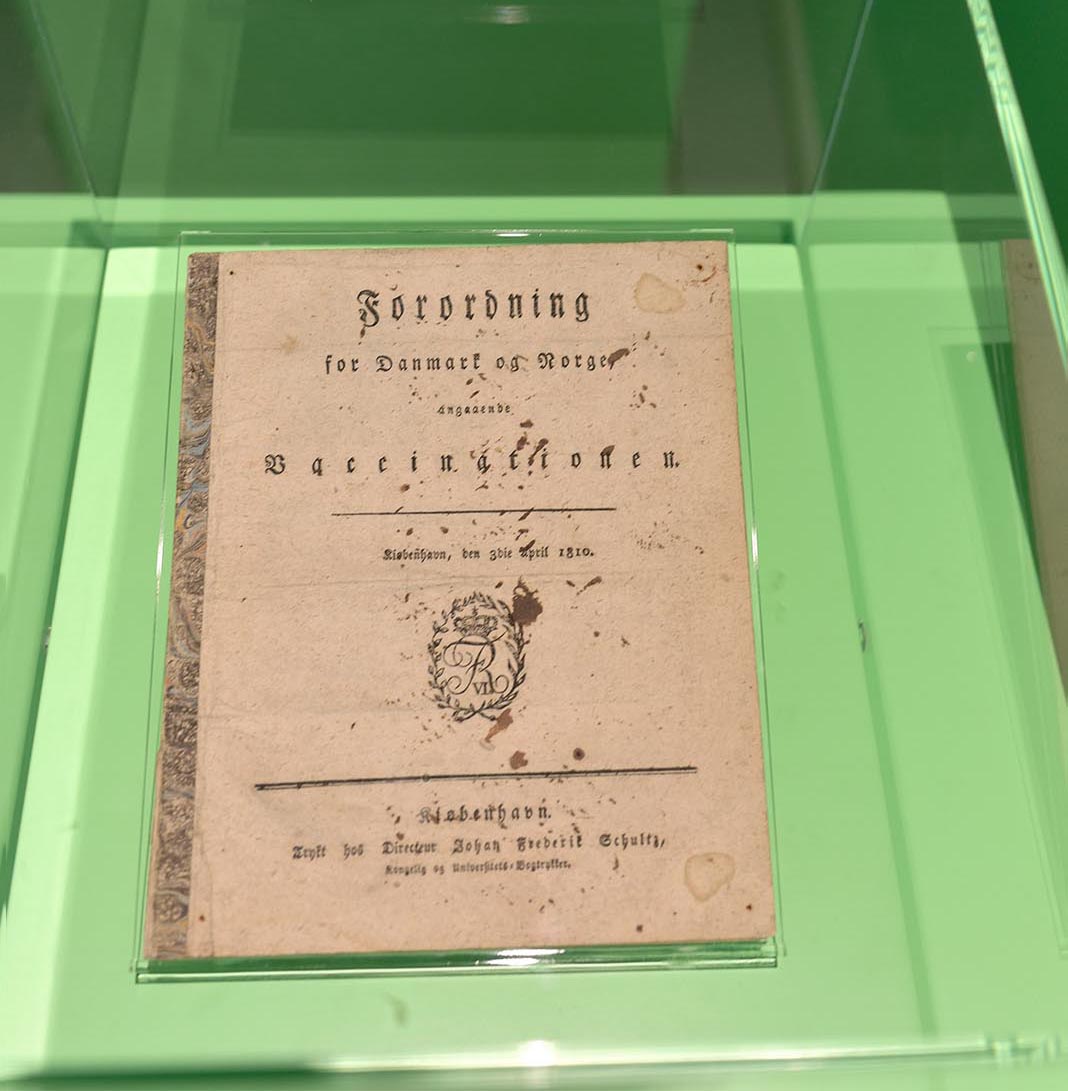 Forordning
for Danmark og Norge,
angaaende
Vaccinationen.
Kiøbenhavn, den 3die April 1810.
FR
VI
Kiøbenhavn.
Trykt hos Directeur Johan Frederik Schultz,
Kongelig og Universitets-Bogtrykker.